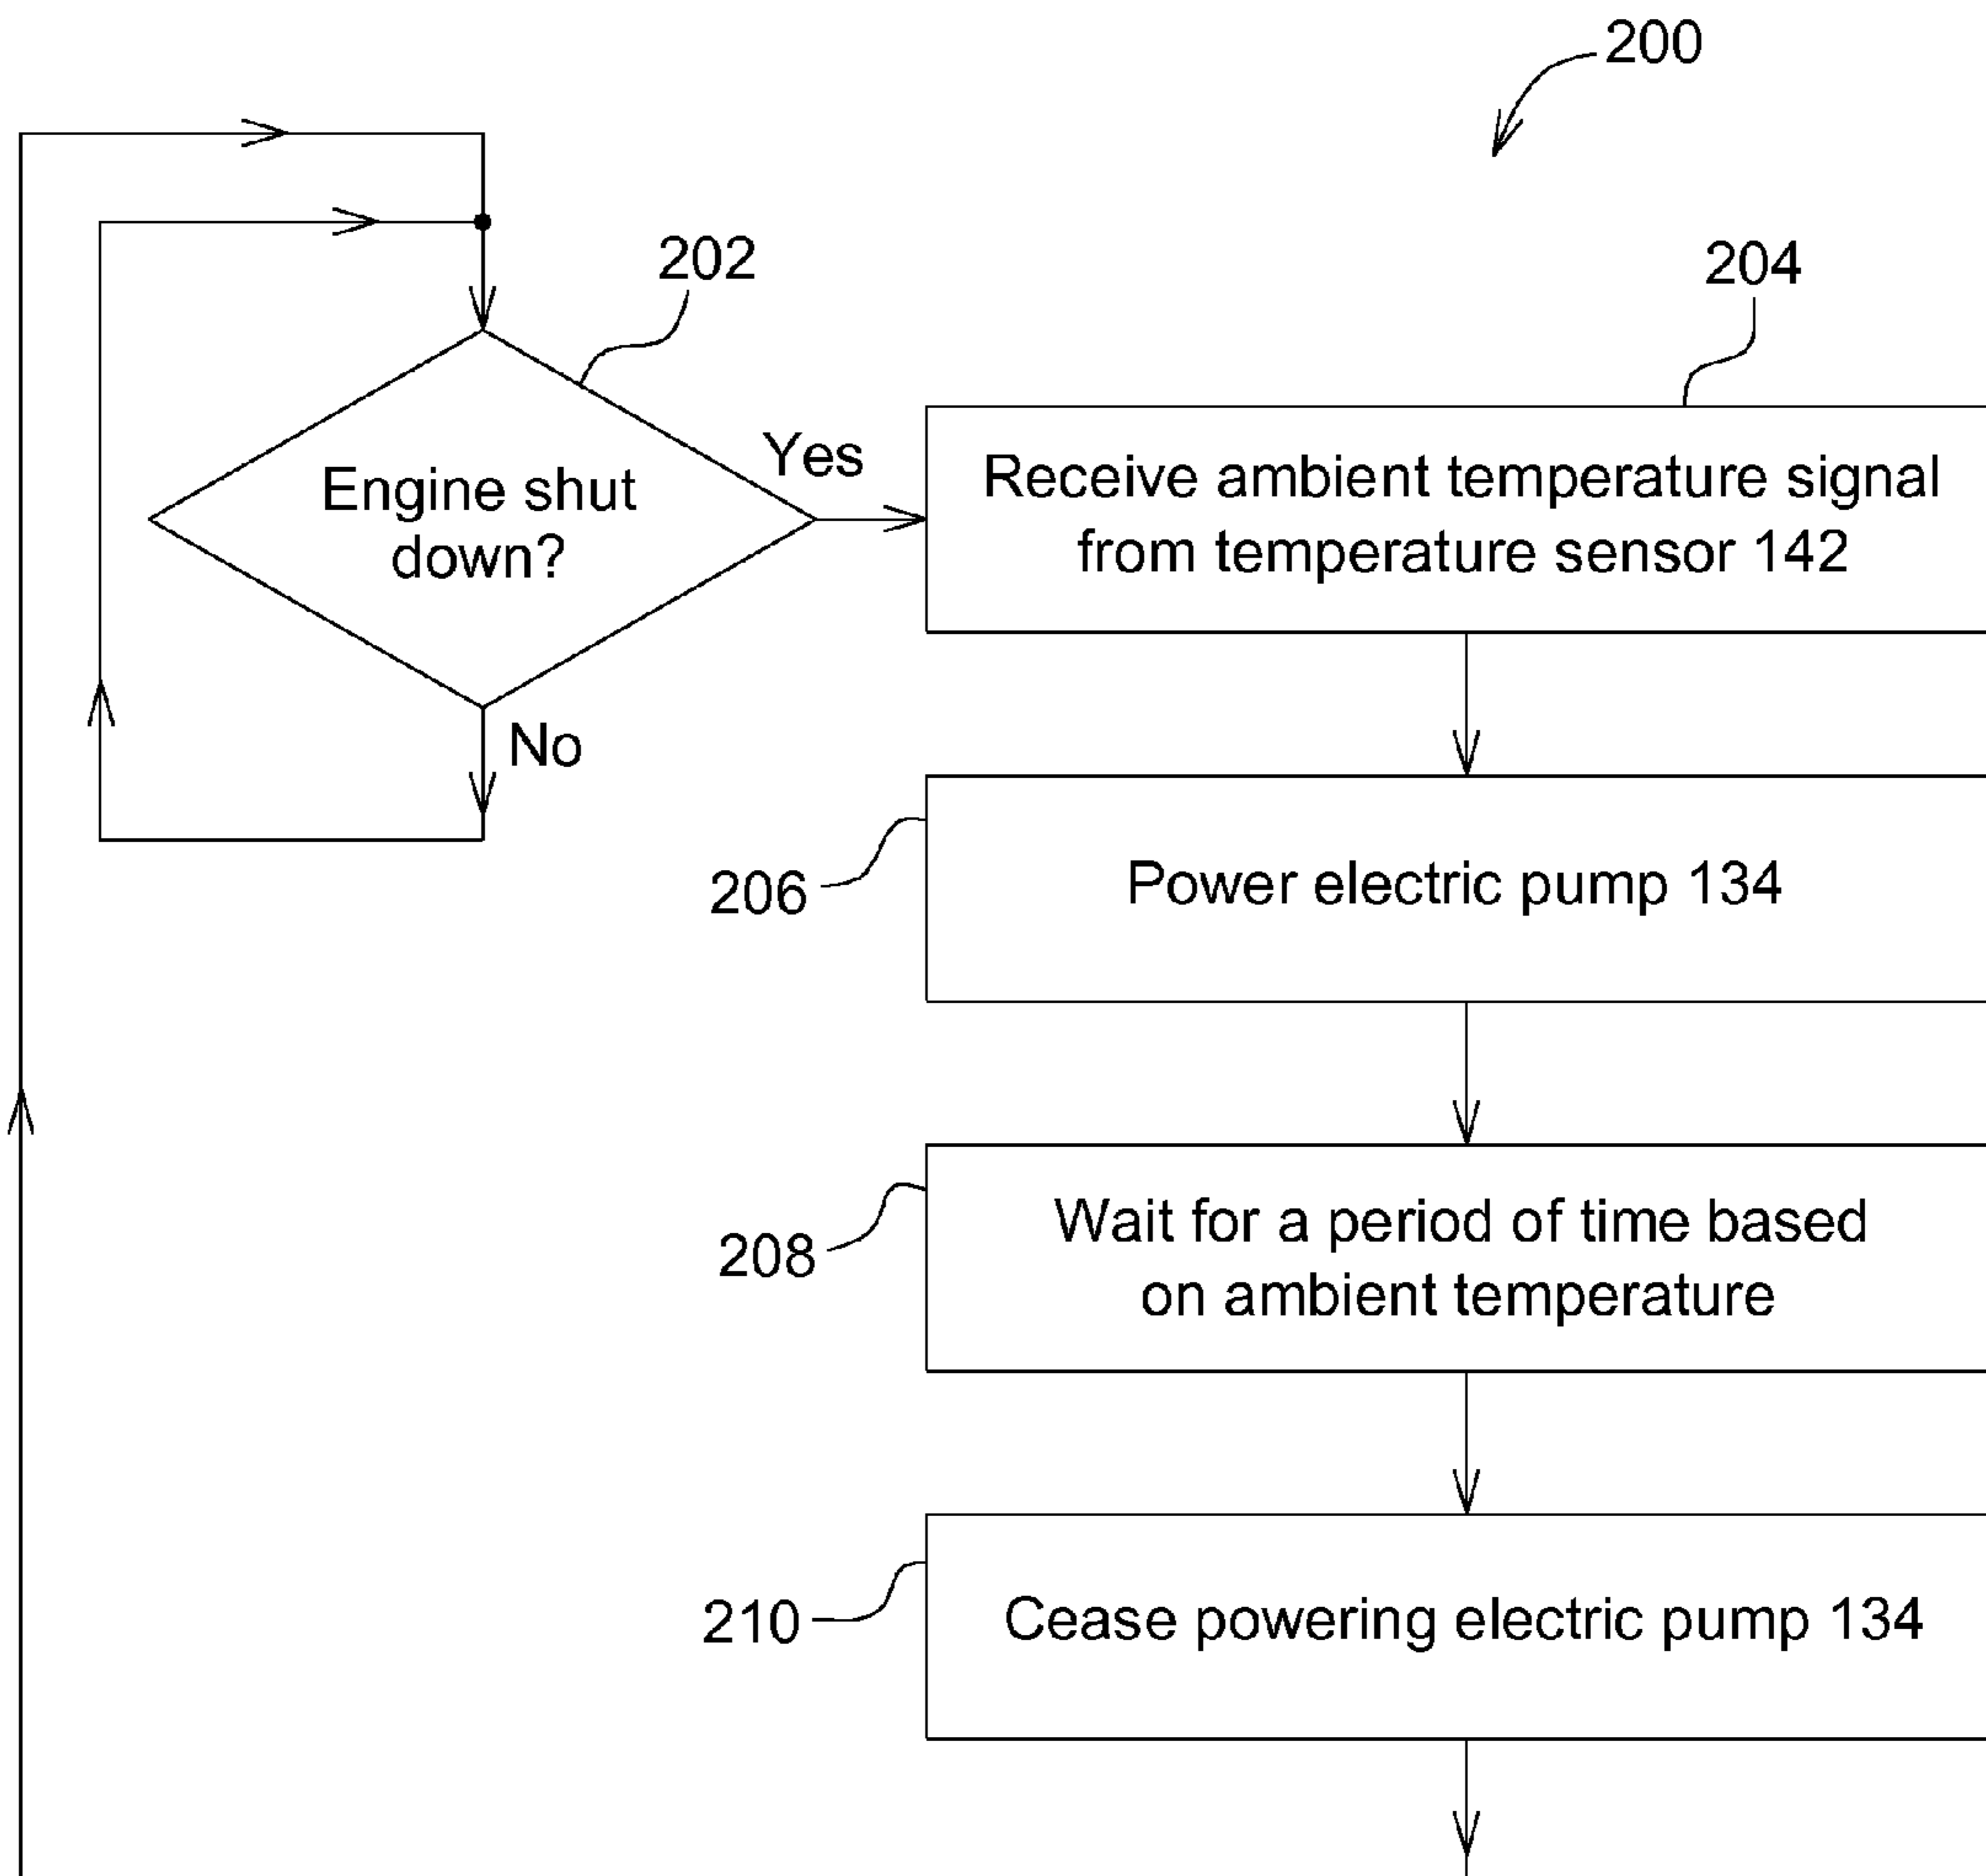 200
202
204
Yes
Engine shut
down?
No
Receive ambient temperature signal
from temperature sensor 142
206
Power electric pump 134
208
Wait for a period of time based
on ambient temperature
210
Cease powering electric pump 134